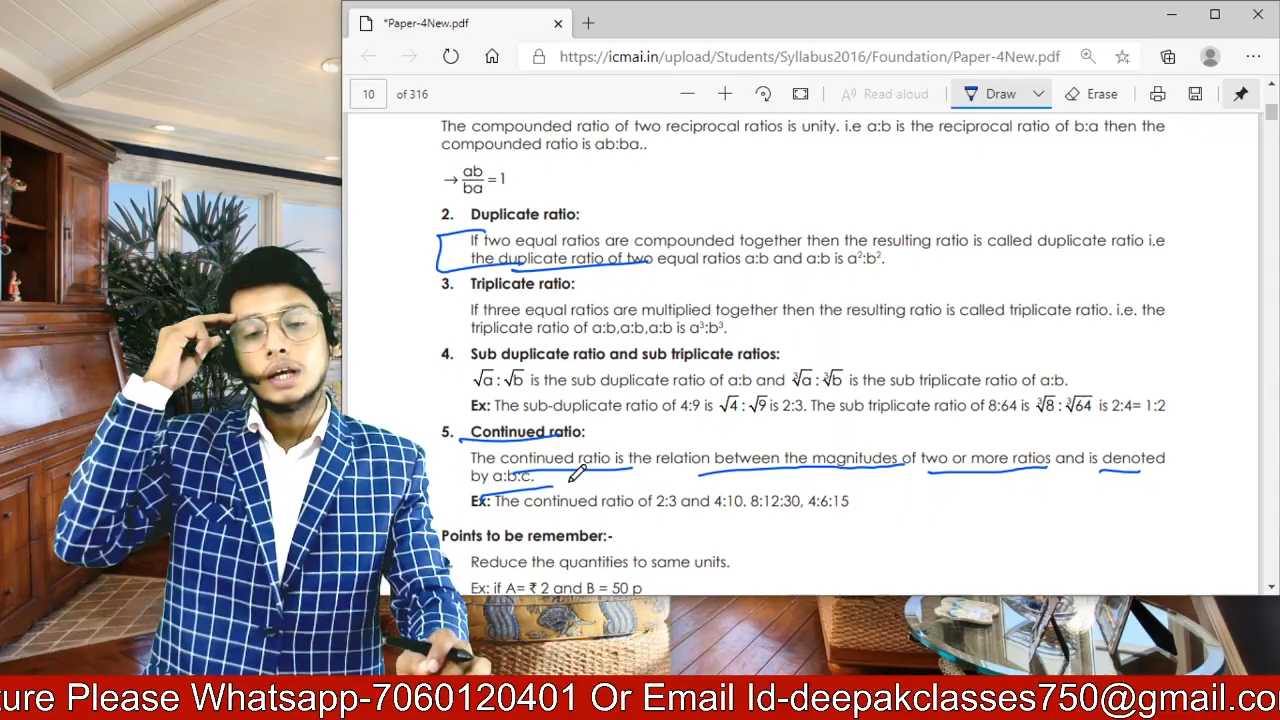 *Paper-4New.pdf
https://icmai.in/upload/Students/Syllabus2016/Foundation/Paper-4New.pdf
10 of 316
Read aloud
Draw
Erase
The compounded ratio of two reciprocal ratios is unity. i.e a:b is the reciprocal ratio of b:a then the
compounded ratio is ab:ba..
→ ab/ba = 1
2. Duplicate ratio:
If two equal ratios are compounded together then the resulting ratio is called duplicate ratio i.e
the duplicate ratio of two equal ratios a:b and a:b is a²:b².
3. Triplicate ratio:
If three equal ratios are multiplied together then the resulting ratio is called triplicate ratio. i.e. the
triplicate ratio of a:b,a:b,a:b is a³:b³.
4. Sub duplicate ratio and sub triplicate ratios:
√a : √b is the sub duplicate ratio of a:b and ∛a : ∛b is the sub triplicate ratio of a:b.
Ex: The sub-duplicate ratio of 4:9 is √4 : √9 is 2:3. The sub triplicate ratio of 8:64 is ∛8 : ∛64 is 2:4= 1:2
5. Continued ratio:
The continued ratio is the relation between the magnitudes of two or more ratios and is denoted
by a:b:c.
Ex: The continued ratio of 2:3 and 4:10. 8:12:30, 4:6:15
Points to be remember:-
Reduce the quantities to same units.
Ex: if A= ₹ 2 and B = 50 p
ture Please Whatsapp-7060120401 Or Email Id-deepakclasses750@gmail.co